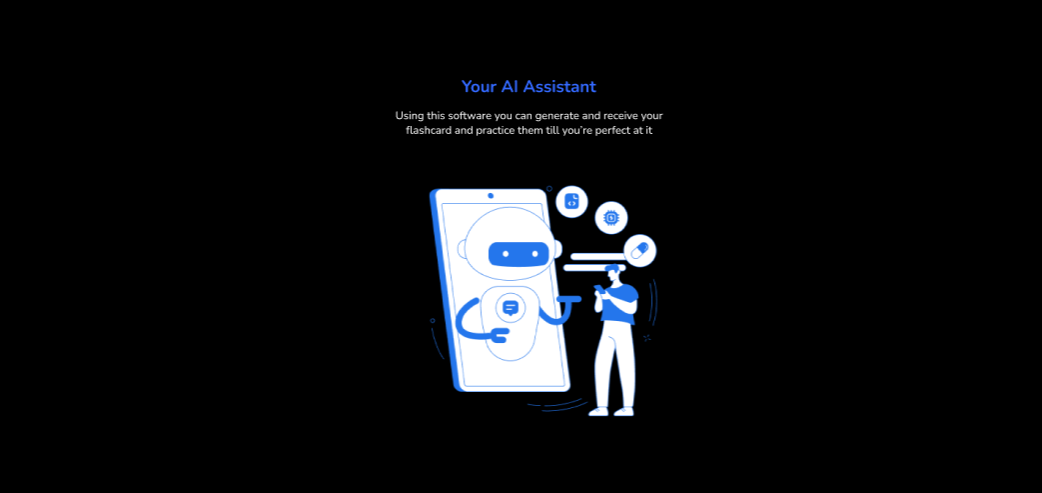 Your AI Assistant
Using this software you can generate and receive your
flashcard and practice them till you're perfect at it